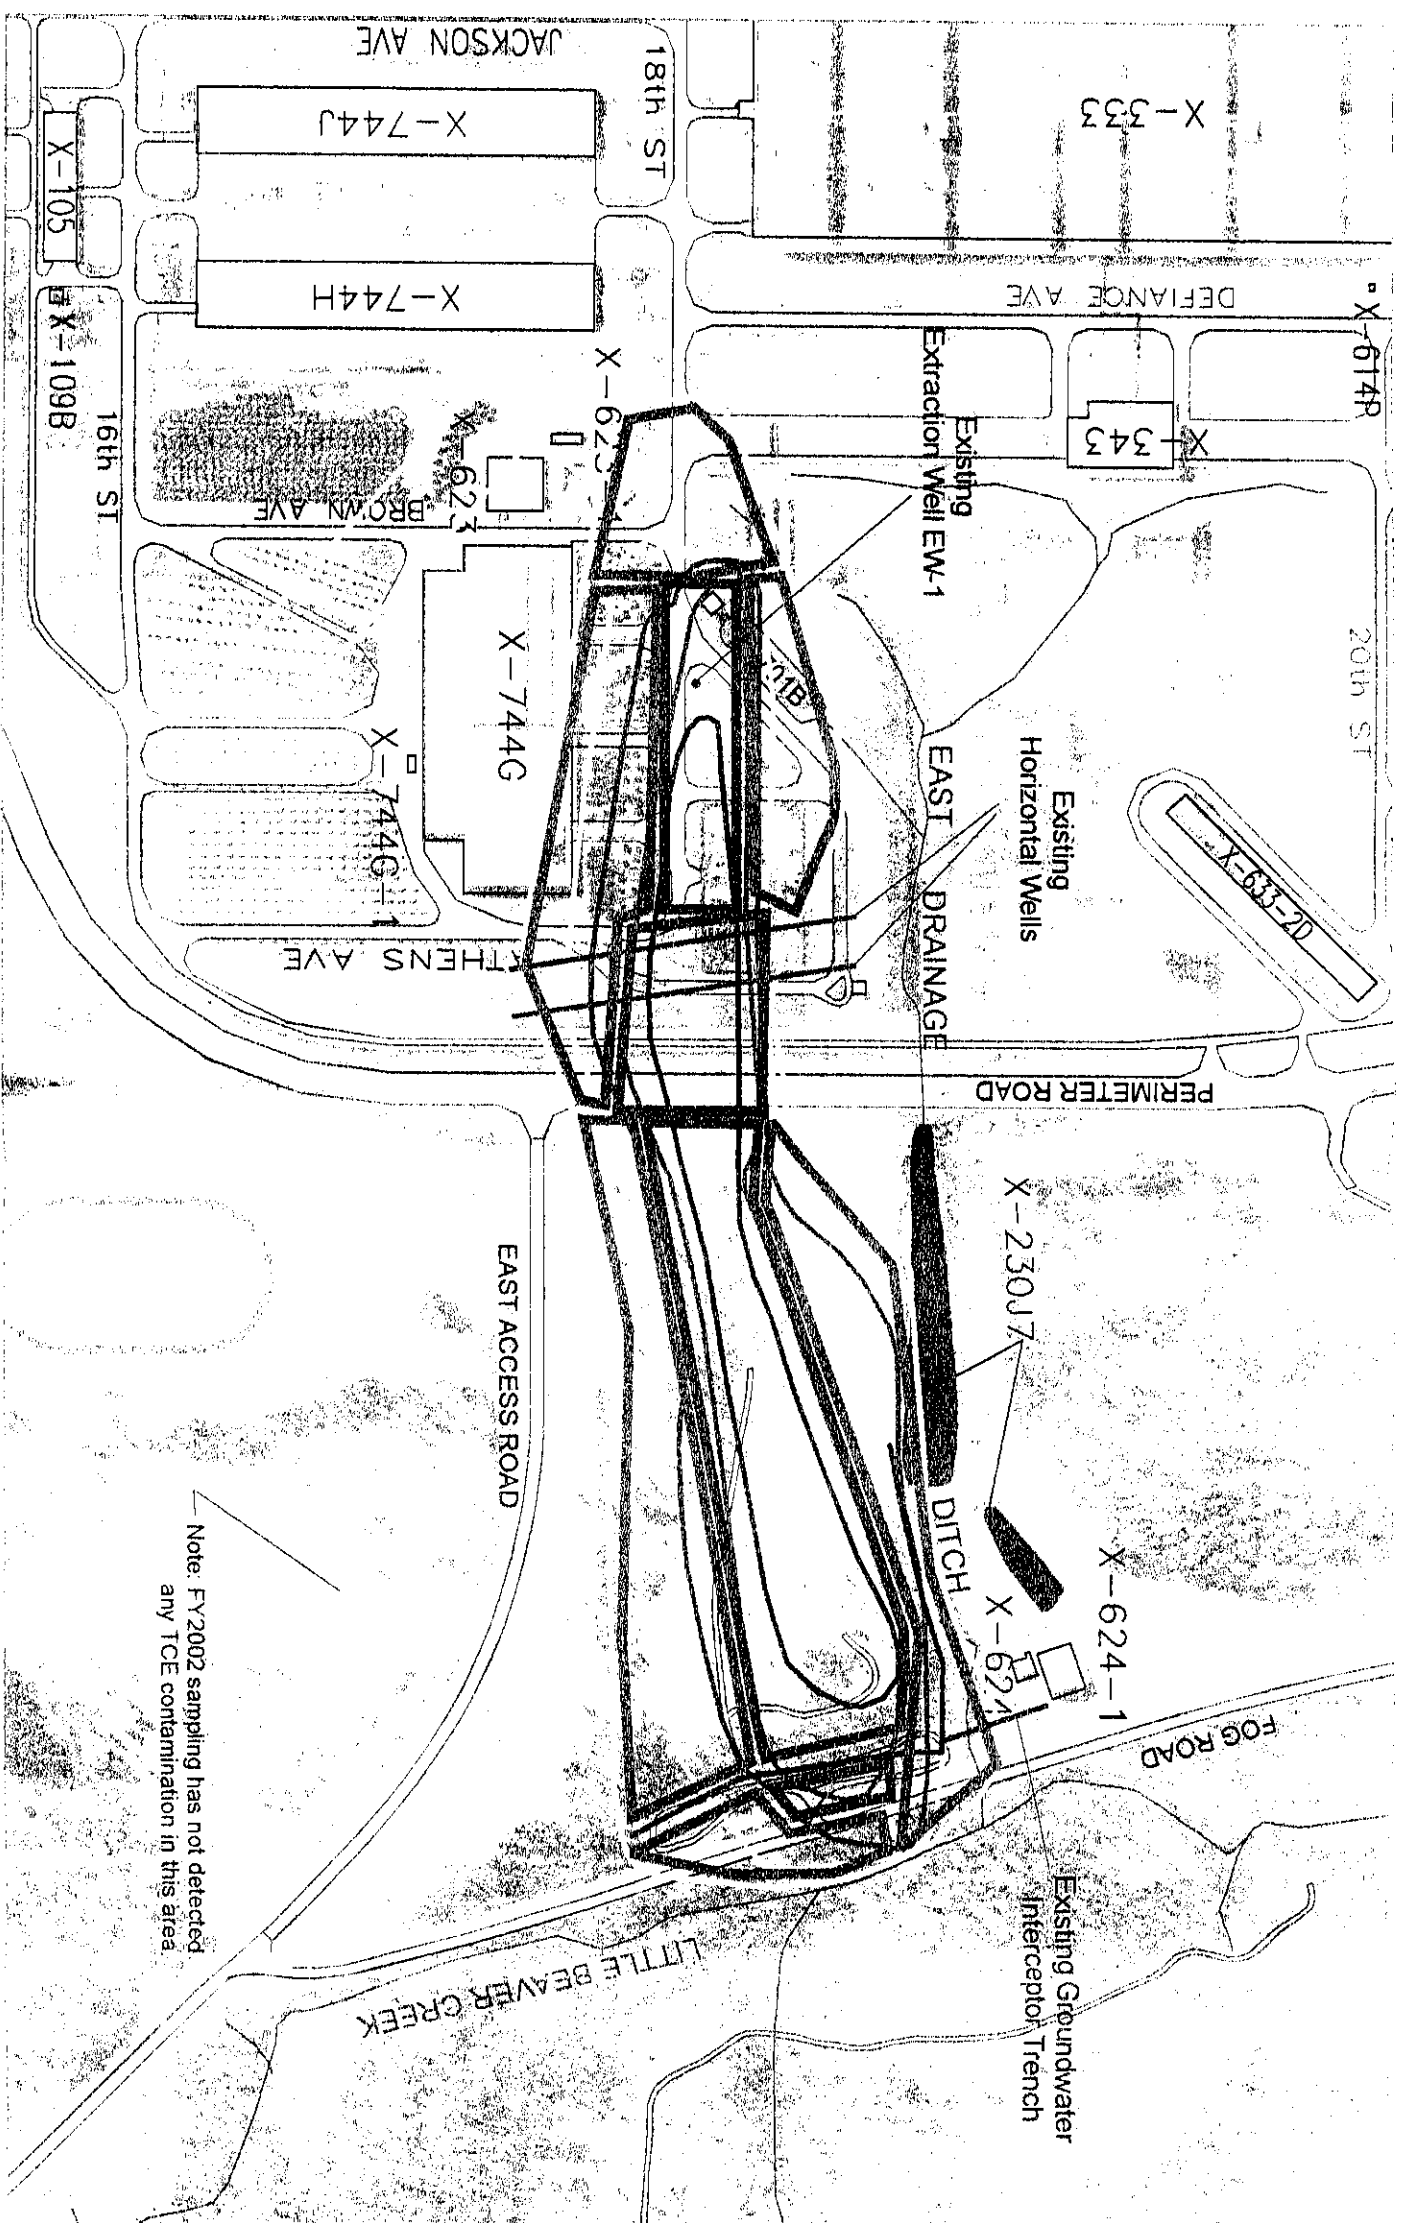 JACKSON AVE
18th ST
X-333
X-744J
X-105
X-744H
DEFIANCE AVE
X-109B
16th ST
BROWN AVE
X-343
20th ST
Existing
Extraction Well EW-1
X-744G
X-744G-1
Existing
Horizontal Wells
EAST DRAINAGE
DITCH
X-633-2D
AVE
PERIMETER ROAD
X-230J7
EAST ACCESS ROAD
X-624-1
FOG ROAD
Existing Groundwater
Interceptor Trench
LITTLE BEAVER CREEK
Note: FY2002 sampling has not detected
any TCE contamination in this area